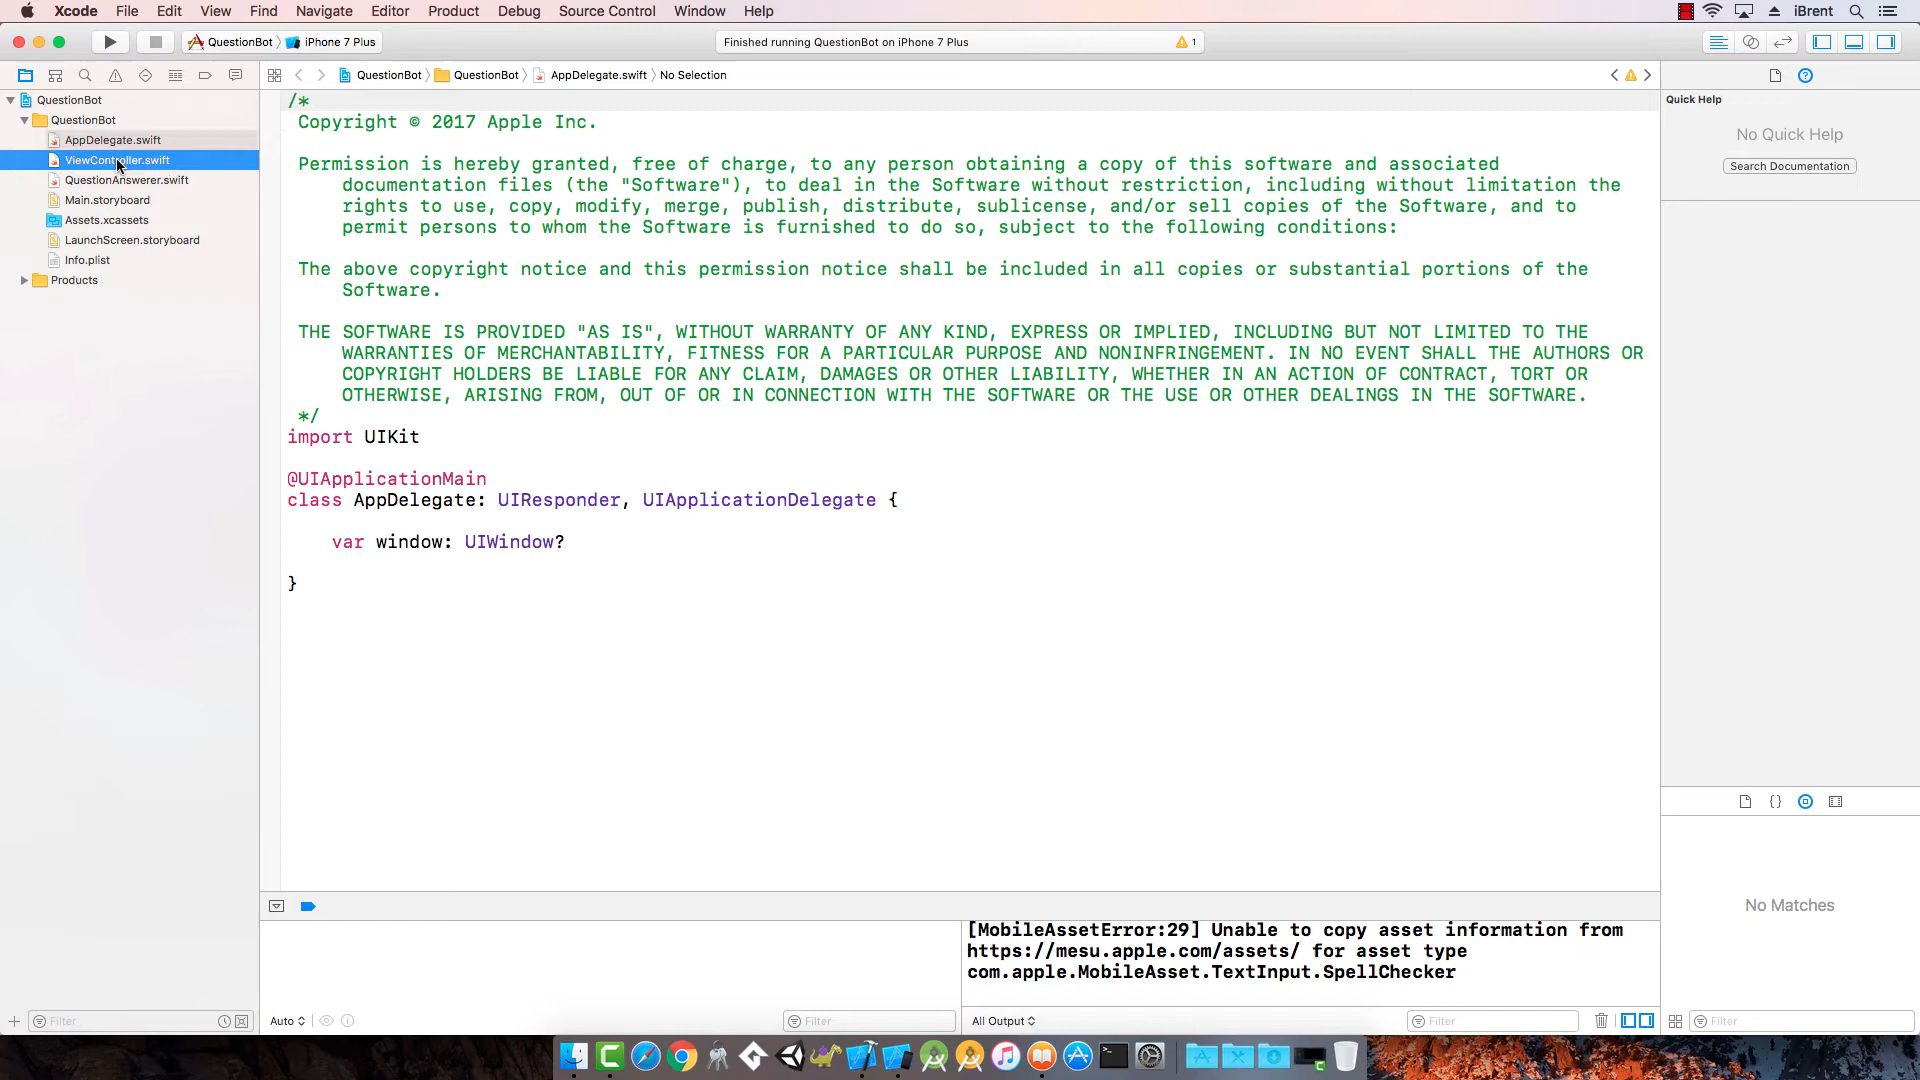 Xcode File Edit View Find Navigate Editor Product Debug Source Control Window Help iBrent
QuestionBot iPhone 7 Plus Finished running QuestionBot on iPhone 7 Plus 1
QuestionBot QuestionBot AppDelegate.swift No Selection
QuestionBot
QuestionBot
AppDelegate.swift
ViewController.swift
QuestionAnswerer.swift
Main.storyboard
Assets.xcassets
LaunchScreen.storyboard
Info.plist
Products
/*
Copyright © 2017 Apple Inc.
Permission is hereby granted, free of charge, to any person obtaining a copy of this software and associated
documentation files (the "Software"), to deal in the Software without restriction, including without limitation the
rights to use, copy, modify, merge, publish, distribute, sublicense, and/or sell copies of the Software, and to
permit persons to whom the Software is furnished to do so, subject to the following conditions:
The above copyright notice and this permission notice shall be included in all copies or substantial portions of the
Software.
THE SOFTWARE IS PROVIDED "AS IS", WITHOUT WARRANTY OF ANY KIND, EXPRESS OR IMPLIED, INCLUDING BUT NOT LIMITED TO THE
WARRANTIES OF MERCHANTABILITY, FITNESS FOR A PARTICULAR PURPOSE AND NONINFRINGEMENT. IN NO EVENT SHALL THE AUTHORS OR
COPYRIGHT HOLDERS BE LIABLE FOR ANY CLAIM, DAMAGES OR OTHER LIABILITY, WHETHER IN AN ACTION OF CONTRACT, TORT OR
OTHERWISE, ARISING FROM, OUT OF OR IN CONNECTION WITH THE SOFTWARE OR THE USE OR OTHER DEALINGS IN THE SOFTWARE.
*/
import UIKit
@UIApplicationMain
class AppDelegate: UIResponder, UIApplicationDelegate {
var window: UIWindow?
}
Quick Help
No Quick Help
Search Documentation
No Matches
[MobileAssetError:29] Unable to copy asset information from
https://mesu.apple.com/assets/ for asset type
com.apple.MobileAsset.TextInput.SpellChecker
Filter Auto Filter All Output Filter Filter